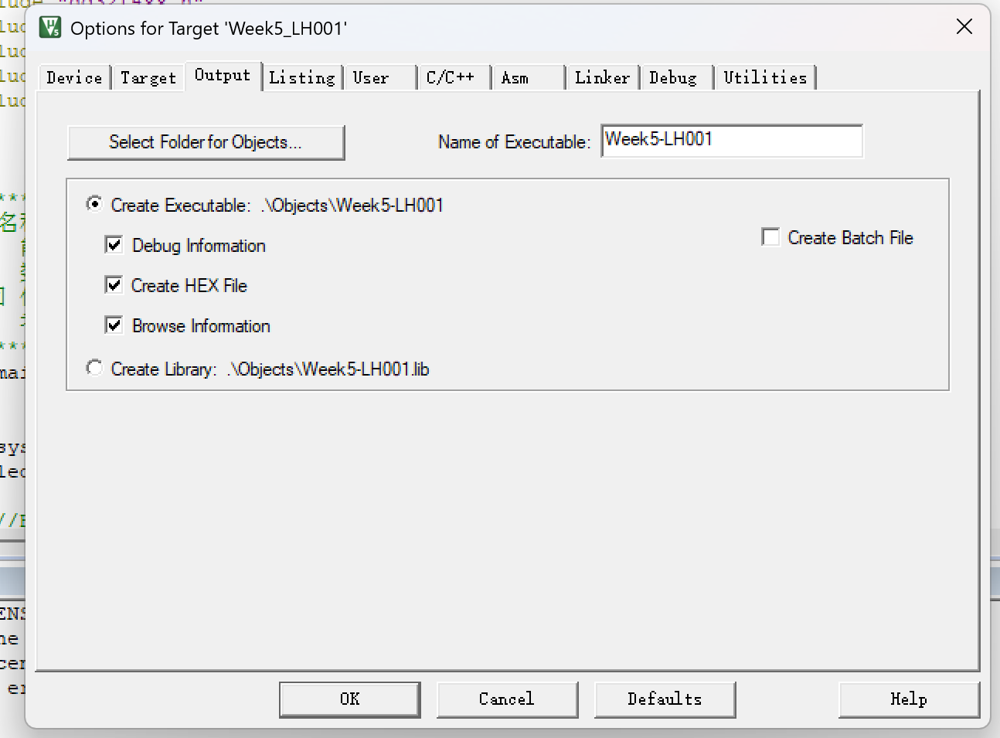 Options for Target 'Week5_LH001'
Device Target Output Listing User C/C++ Asm Linker Debug Utilities
Select Folder for Objects... Name of Executable: Week5-LH001
Create Executable: .\Objects\Week5-LH001
Debug Information Create Batch File
Create HEX File
Browse Information
Create Library: .\Objects\Week5-LH001.lib
OK Cancel Defaults Help